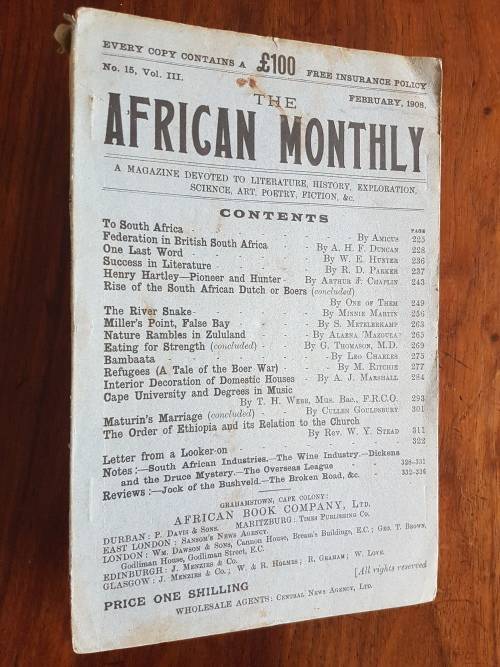 EVERY COPY CONTAINS A £100 FREE INSURANCE POLICY
No. 15, Vol. III. FEBRUARY, 1908.
THE
AFRICAN MONTHLY
A MAGAZINE DEVOTED TO LITERATURE, HISTORY, EXPLORATION,
SCIENCE, ART, POETRY, FICTION, &c.
CONTENTS
PAGE
To South Africa - By AMICUS 225
Federation in British South Africa - By A. H. F. DUNCAN 228
One Last Word - By W. E. HUNTER 236
Success in Literature - By R. D. PARKER 237
Henry Hartley—Pioneer and Hunter - By ARTHUR J. CHAPLIN 243
Rise of the South African Dutch or Boers (concluded)
By ONE OF THEM 249
The River Snake - By MINNIE MARTIN 256
Miller's Point, False Bay - By S. METELERKAMP 263
Nature Rambles in Zululand - By ALAENA 'MAZOULA' 265
Eating for Strength (concluded) - By G. THOMASON, M.D. 269
Bambaata - By LEO CHARLES 275
Refugees (A Tale of the Boer War) - By M. RITCHIE 277
Interior Decoration of Domestic Houses - By A. J. MARSHALL 284
Cape University and Degrees in Music
By T. H. WEBB, Mus. Bac., F.R.C.O. 293
Maturin's Marriage (concluded) - By CULLEN GOULDSBURY 301
The Order of Ethiopia and its Relation to the Church
By REV. W. Y. STEAD 311
Letter from a Looker-on - 322
Notes:—South African Industries.—The Wine Industry.—Dickens
and the Druce Mystery.—The Overseas League - 328-331
Reviews:—Jock of the Bushveld.—The Broken Road, &c. 332-336
GRAHAMSTOWN, CAPE COLONY:
AFRICAN BOOK COMPANY, LTD.
DURBAN: P. DAVIS & SONS. MARITZBURG: TIMES PUBLISHING CO.
EAST LONDON: SANSOM'S NEWS AGENCY.
LONDON: WM. DAWSON & SONS, Cannon House, Bream's Buildings, E.C.; GEO. T. BROWN,
Godliman House, Godliman Street, E.C.
EDINBURGH: J. MENZIES & CO.
GLASGOW: J. MENZIES & CO.; W. & R. HOLMES; R. GRAHAM; W. LOVE.
[All rights reserved
PRICE ONE SHILLING
WHOLESALE AGENTS: CENTRAL NEWS AGENCY, LTD.